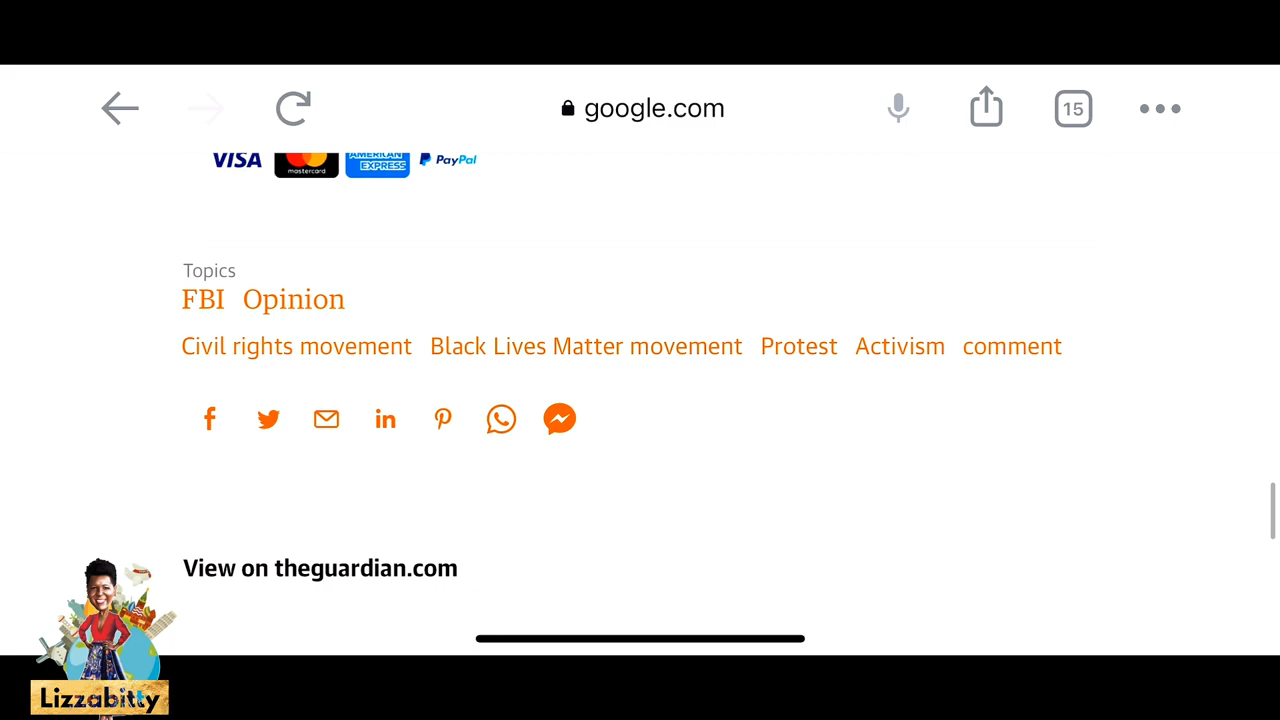 google.com
15
VISA mastercard AMERICAN EXPRESS PayPal
Topics
FBI Opinion
Civil rights movement Black Lives Matter movement Protest Activism comment
View on theguardian.com
Lizzabitty